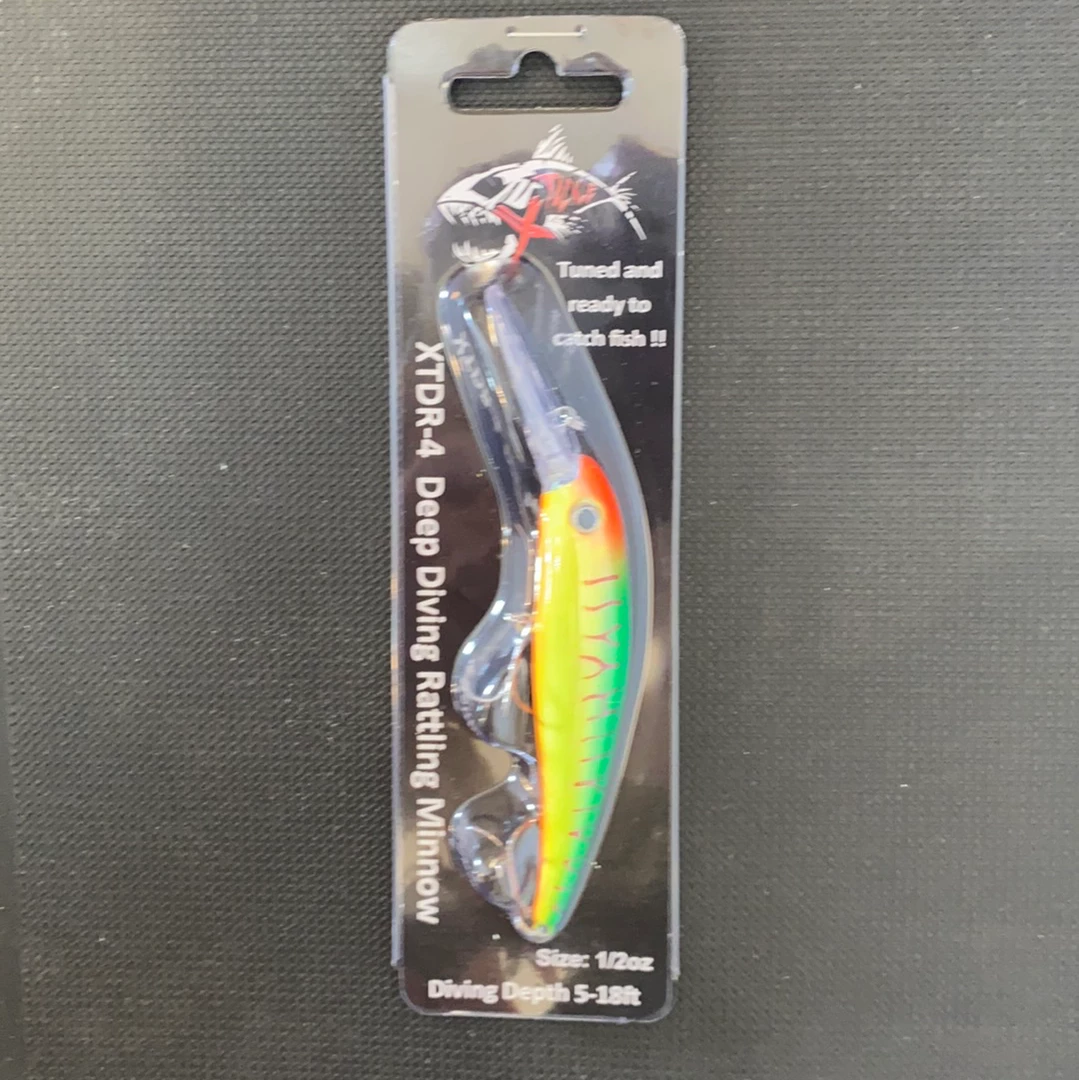 Tuned and
ready to
catch fish !!
XTDR-4 Deep Diving Rattling Minnow
Size: 1/2oz
Diving Depth 5-18ft